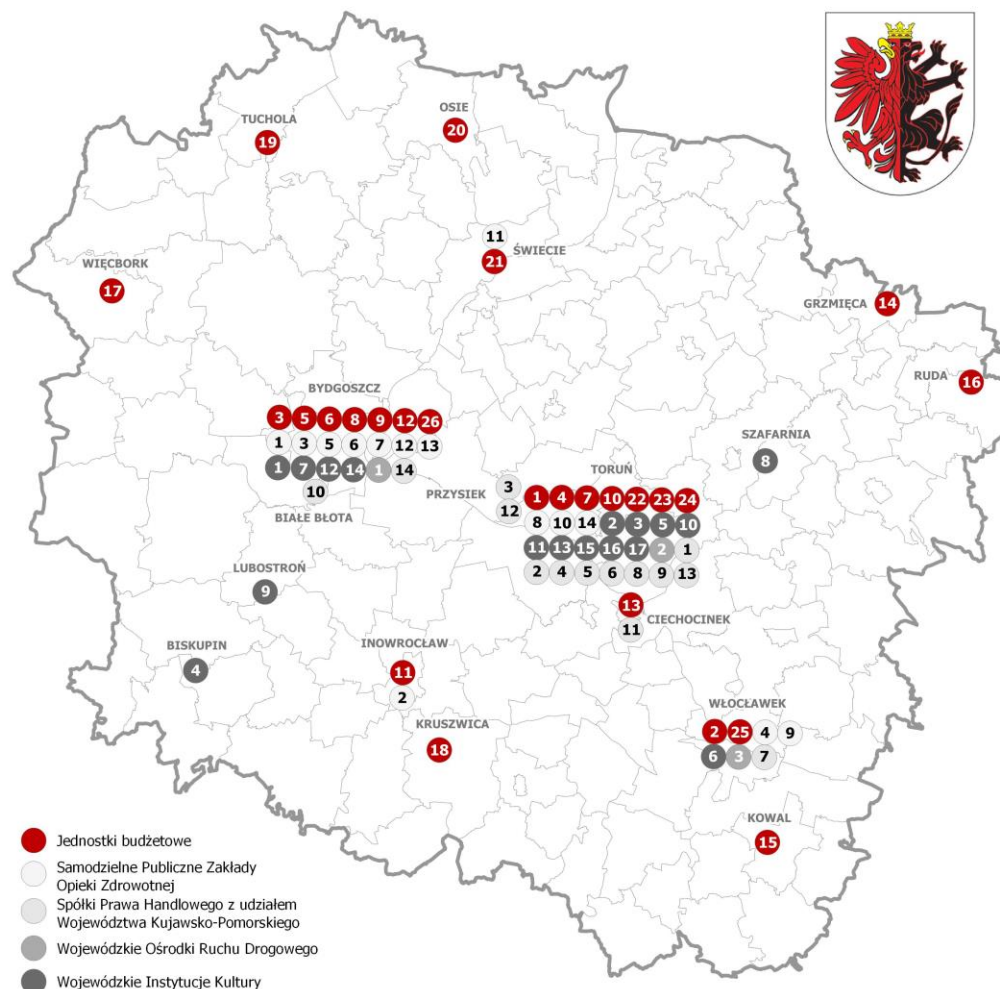 TUCHOLA
19
OSIE
20
11
ŚWIECIE
21
WIĘCBORK
17
GRZMIĘCA
14
RUDA
16
BYDGOSZCZ
3 5 6 8 9 12 26
1 3 5 6 7 12 13
1 7 12 14 1 14
10
BIAŁE BŁOTA
SZAFARNIA
8
TORUŃ
PRZYSIEK
3
12
1 4 7 10 22 23 24
8 10 14 2 3 5 10
11 13 15 16 17 2 1
2 4 5 6 8 9 13
LUBOSTROŃ
9
13
CIECHOCINEK
11
BISKUPIN
4
INOWROCŁAW
11
2
KRUSZWICA
18
WŁOCŁAWEK
2 25 4 9
6 3 7
KOWAL
15
Jednostki budżetowe
Samodzielne Publiczne Zakłady
Opieki Zdrowotnej
Spółki Prawa Handlowego z udziałem
Województwa Kujawsko-Pomorskiego
Wojewódzkie Ośrodki Ruchu Drogowego
Wojewódzkie Instytucje Kultury